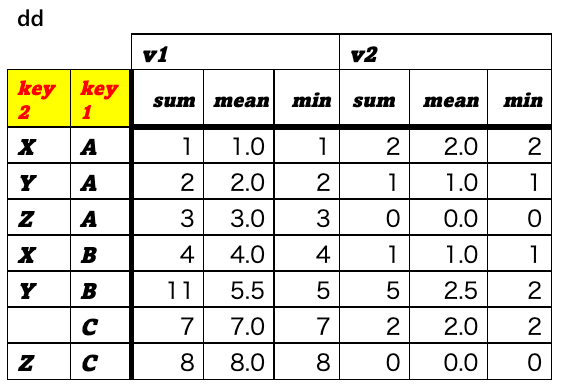 dd
v1 v2
key 2 key 1 sum mean min sum mean min
X A 1 1.0 1 2 2.0 2
Y A 2 2.0 2 1 1.0 1
Z A 3 3.0 3 0 0.0 0
X B 4 4.0 4 1 1.0 1
Y B 11 5.5 5 5 2.5 2
C 7 7.0 7 2 2.0 2
Z C 8 8.0 8 0 0.0 0